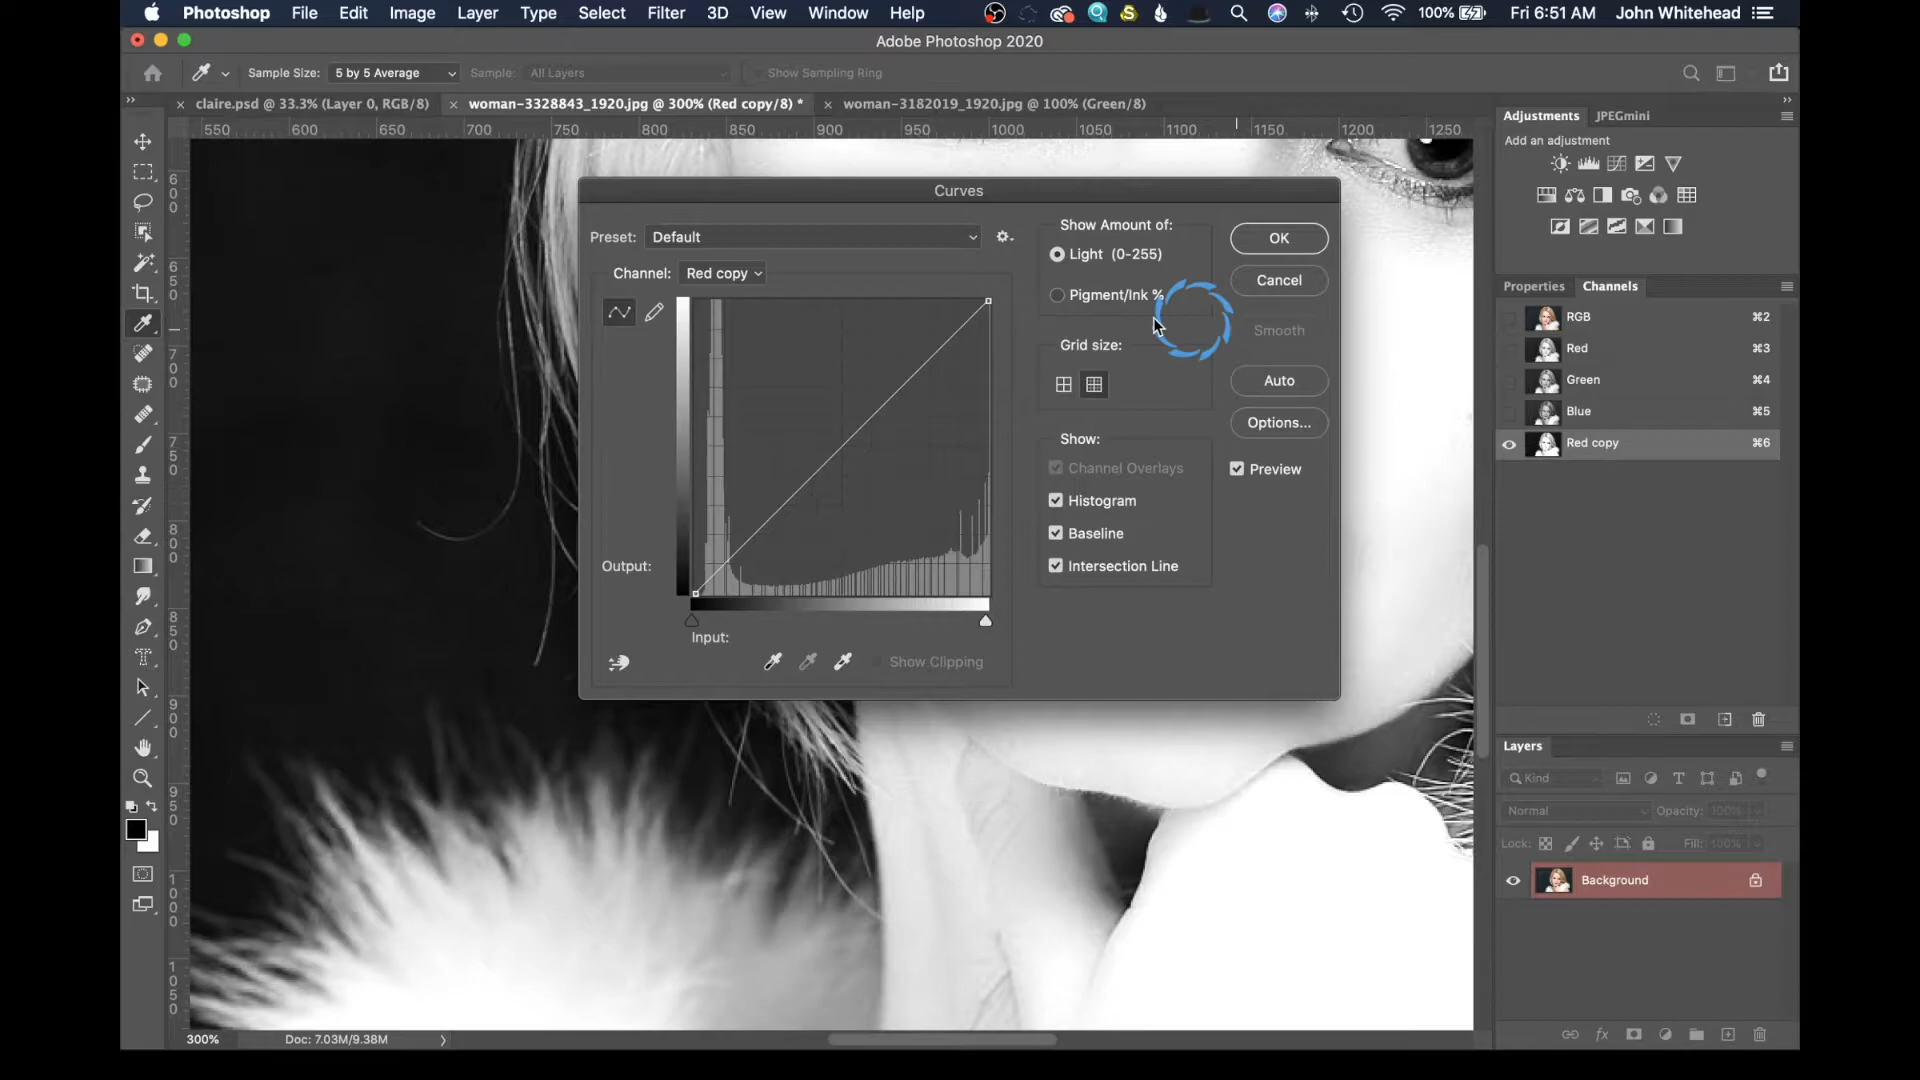 Photoshop File Edit Image Layer Type Select Filter 3D View Window Help 100% Fri 6:51 AM John Whitehead
Adobe Photoshop 2020
Sample Size: 5 by 5 Average Sample: All Layers Show Sampling Ring
claire.psd @ 33.3% (Layer 0, RGB/8) woman-3328843_1920.jpg @ 300% (Red copy/8) * woman-3182019_1920.jpg @ 100% (Green/8)
550 600 650 700 750 800 850 900 950 1000 1050 1100 1150 1200 1250
600
650
700
750
800
850
900
950
1000
1050
Curves
Preset: Default
Channel: Red copy
Output:
Input:
Show Clipping
Show Amount of:
Light (0-255)
Pigment/Ink %
Grid size:
Show:
Channel Overlays
Histogram
Baseline
Intersection Line
OK
Cancel
Smooth
Auto
Options...
Preview
Adjustments JPEGmini
Add an adjustment
Properties Channels
RGB ⌘2
Red ⌘3
Green ⌘4
Blue ⌘5
Red copy ⌘6
Layers
Kind
Normal Opacity: 100%
Lock: Fill: 100%
Background
300% Doc: 7.03M/9.38M